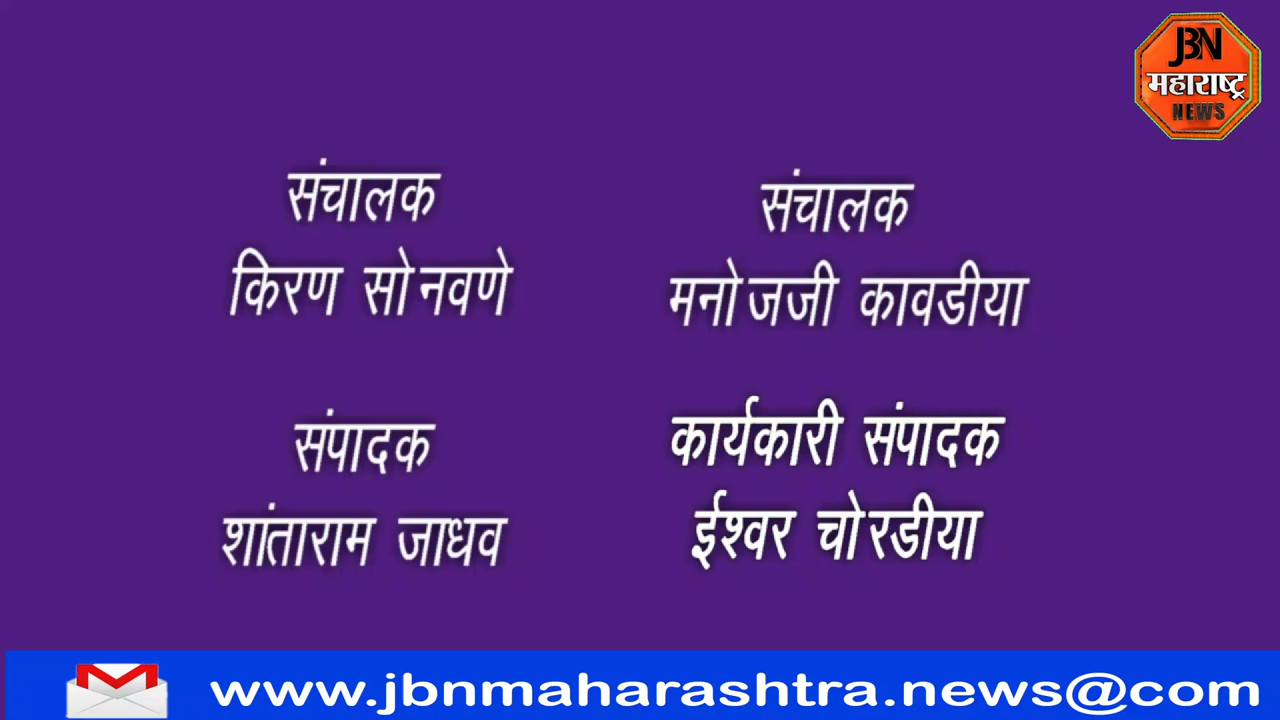 JBN
महाराष्ट्र
NEWS
संचालक
किरण सोनवणे
संचालक
मनोजजी कावडीया
संपादक
शांताराम जाधव
कार्यकारी संपादक
ईश्वर चोरडीया
www.jbnmaharashtra.news@com